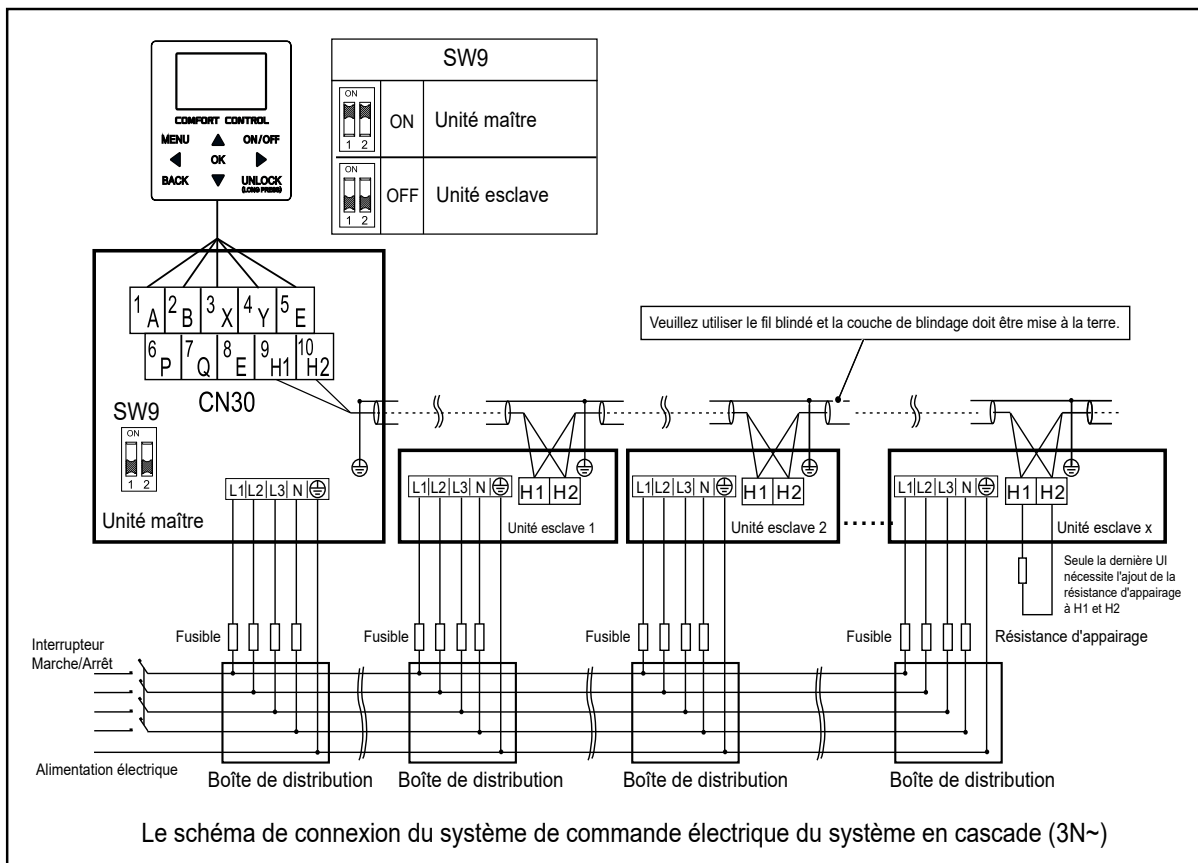 COMFORT CONTROL
MENU
ON/OFF
OK
BACK
UNLOCK
(LONG PRESS)
SW9
ON
1 2
ON
Unité maître
ON
1 2
OFF
Unité esclave
1 A
2 B
3 X
4 Y
5 E
6 P
7 Q
8 E
9 H1
10 H2
CN30
SW9
ON
1 2
Unité maître
L1 L2 L3 N
Veuillez utiliser le fil blindé et la couche de blindage doit être mise à la terre.
L1 L2 L3 N
H1 H2
Unité esclave 1
L1 L2 L3 N
H1 H2
Unité esclave 2
L1 L2 L3 N
H1 H2
Unité esclave x
Seule la dernière UI
nécessite l'ajout de la
résistance d'appairage
à H1 et H2
Fusible
Fusible
Fusible
Fusible
Résistance d'appairage
Interrupteur
Marche/Arrêt
Alimentation électrique
Boîte de distribution
Boîte de distribution
Boîte de distribution
Boîte de distribution
Le schéma de connexion du système de commande électrique du système en cascade (3N~)